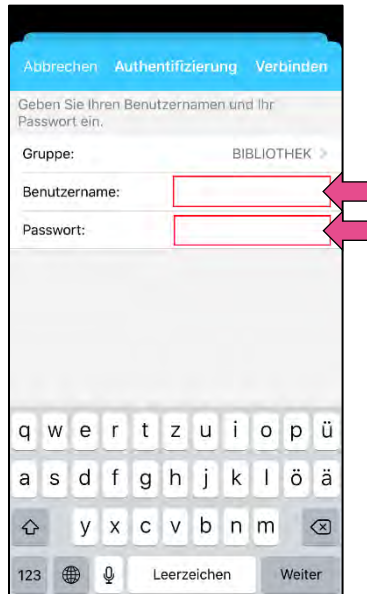 Abbrechen Authentifizierung Verbinden
Geben Sie Ihren Benutzernamen und Ihr
Passwort ein.
Gruppe: BIBLIOTHEK >
Benutzername:
Passwort:
q w e r t z u i o p ü
a s d f g h j k l ö ä
y x c v b n m
123 Leerzeichen Weiter